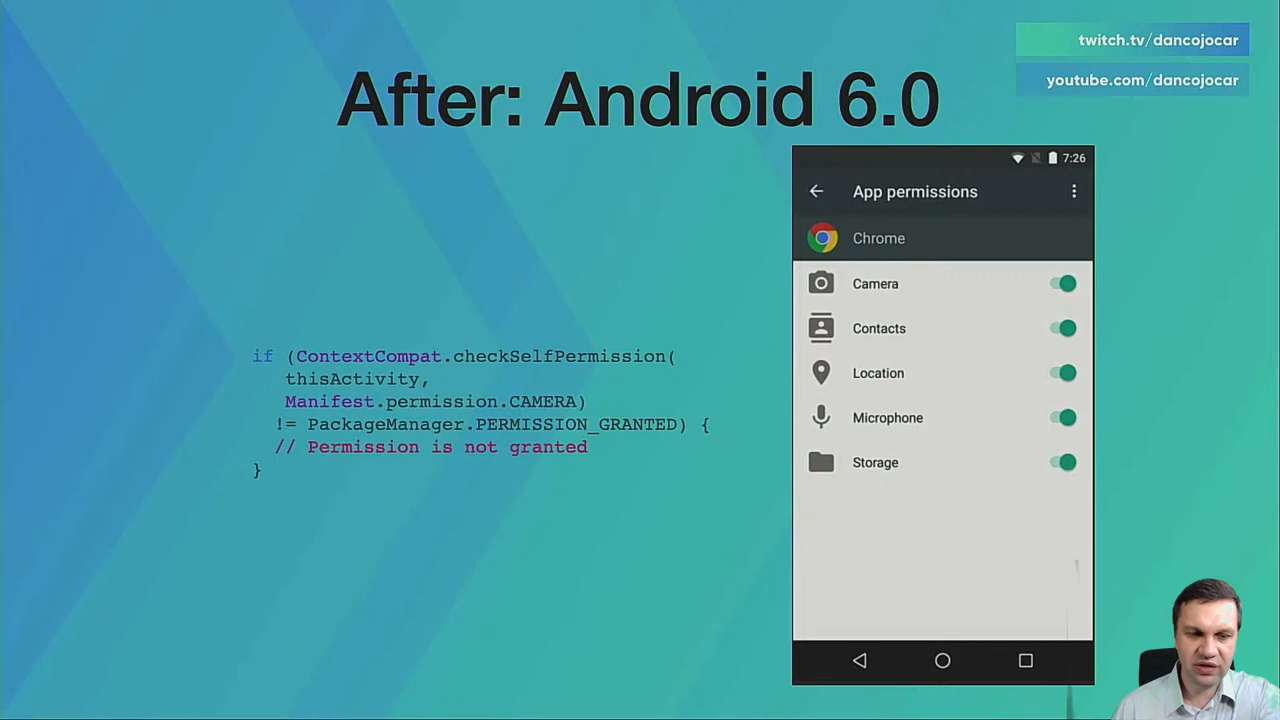 twitch.tv/dancojocar
youtube.com/dancojocar
After: Android 6.0
if (ContextCompat.checkSelfPermission(
thisActivity,
Manifest.permission.CAMERA)
!= PackageManager.PERMISSION_GRANTED) {
// Permission is not granted
}
7:26
App permissions
Chrome
Camera
Contacts
Location
Microphone
Storage